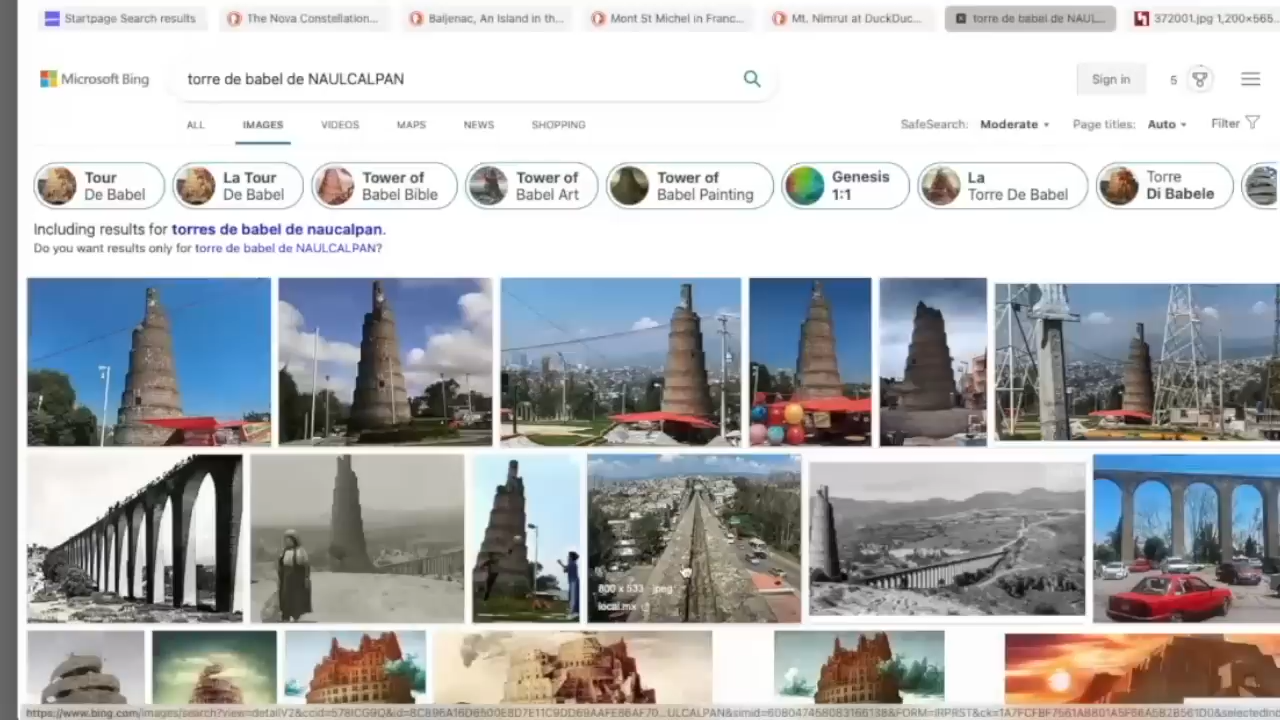 Startpage Search results
The Nova Constellation...
Baljenac, An Island in th...
Mont St Michel in Franc...
Mt. Nimrut at DuckDuc...
torre de babel de NAUL...
372001.jpg 1,200×565...
Microsoft Bing
torre de babel de NAULCALPAN
Sign in
5
ALL
IMAGES
VIDEOS
MAPS
NEWS
SHOPPING
SafeSearch: Moderate
Page titles: Auto
Filter
Tour De Babel
La Tour De Babel
Tower of Babel Bible
Tower of Babel Art
Tower of Babel Painting
Genesis 1:1
La Torre De Babel
Torre Di Babele
Including results for torres de babel de naucalpan.
Do you want results only for torre de babel de NAULCALPAN?
800 × 533 jpeg
local.mx